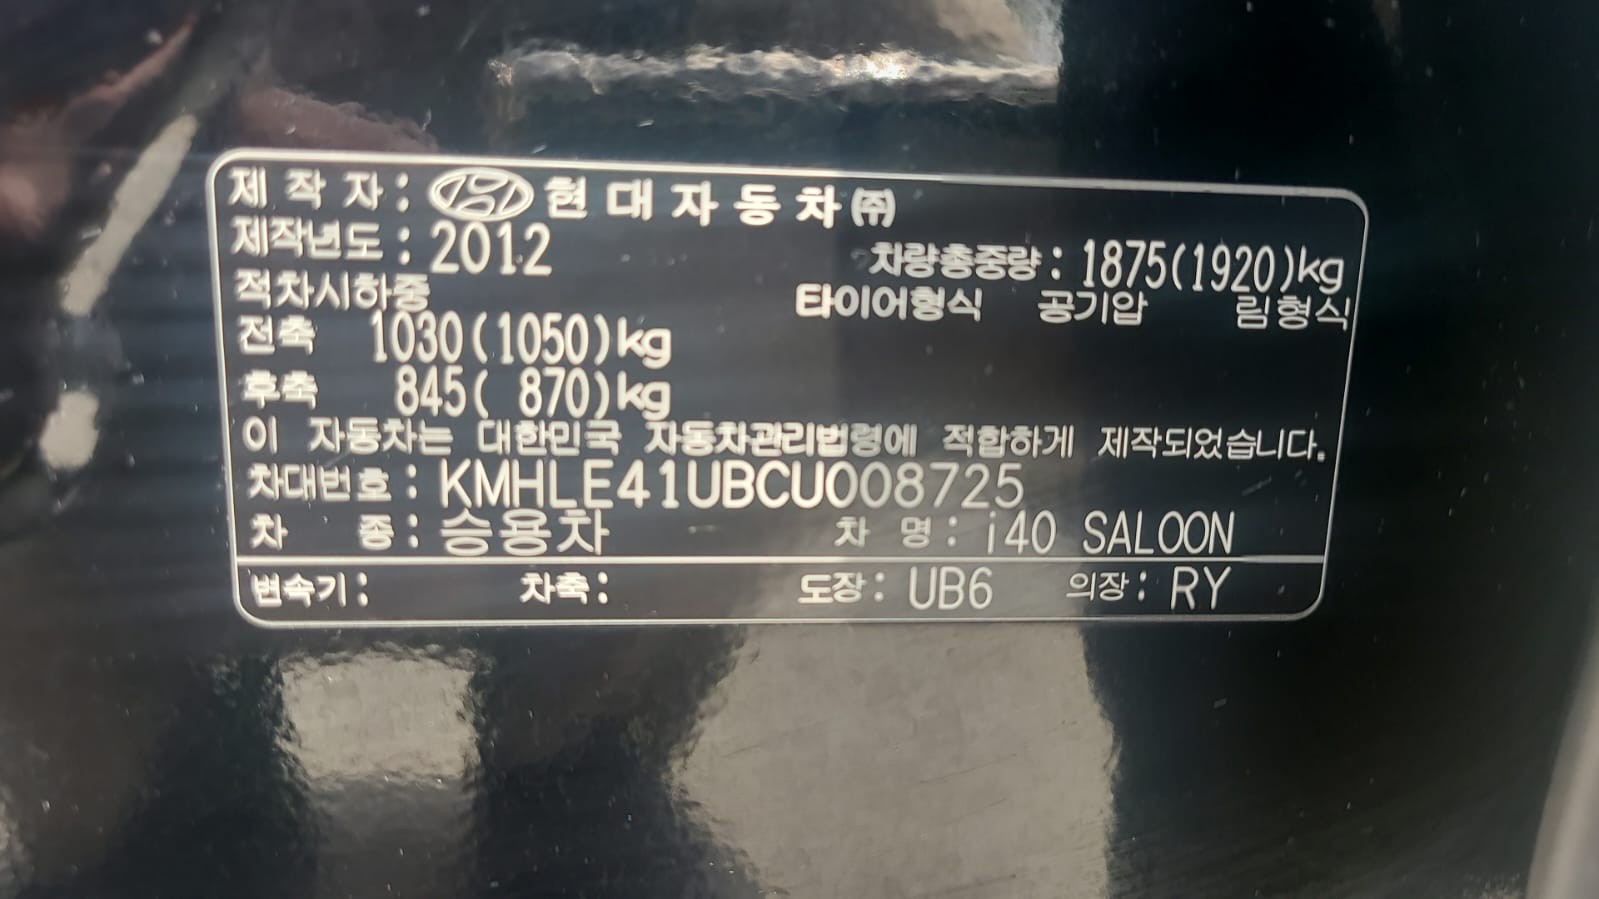 제 작 자 : 현 대 자 동 차 ㈜
제작년도 : 2012 차량총중량 : 1875(1920)kg
적차시하중 타이어형식 공기압 림형식
전축 1030(1050)kg
후축 845( 870)kg
이 자동차는 대한민국 자동차관리법령에 적합하게 제작되었습니다.
차대번호 : KMHLE41UBCU008725
차 종 : 승용차 차 명 : i40 SALOON
변속기 : 차축 : 도장 : UB6 의장 : RY